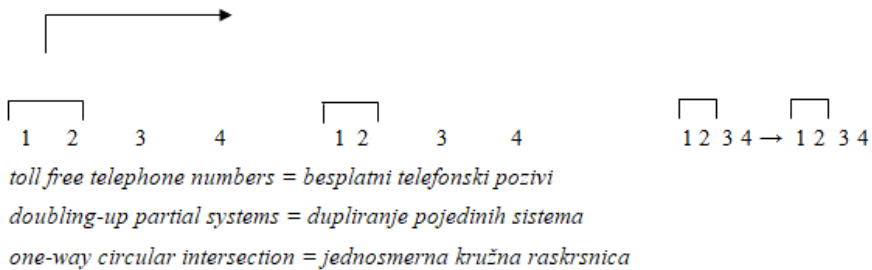 1 2 3 4 1 2 3 4 1 2 3 4 → 1 2 3 4
toll free telephone numbers = besplatni telefonski pozivi
doubling-up partial systems = dupliranje pojedinih sistema
one-way circular intersection = jednosmerna kružna raskrsnica